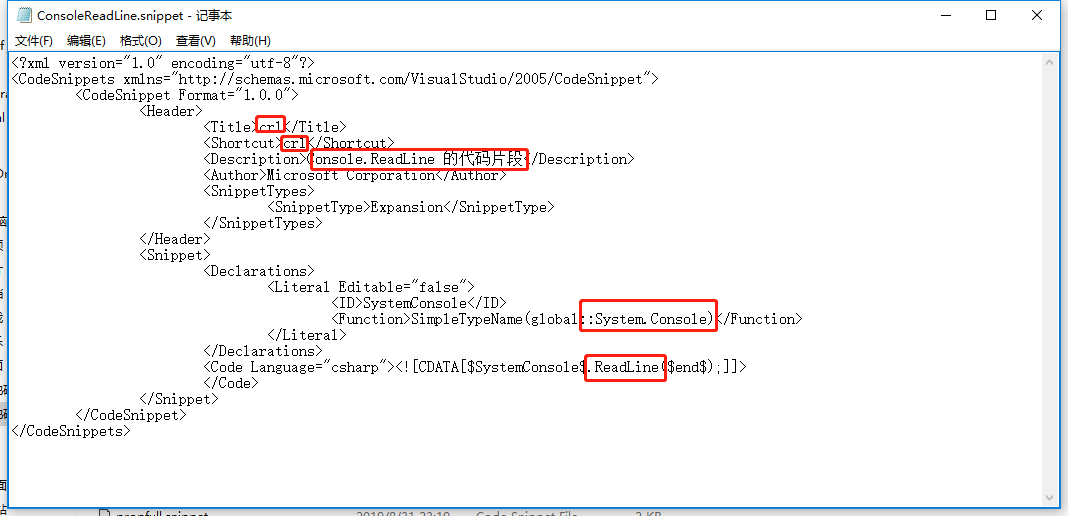 ConsoleReadLine.snippet - 记事本
文件(F) 编辑(E) 格式(O) 查看(V) 帮助(H)
<?xml version="1.0" encoding="utf-8"?>
<CodeSnippets xmlns="http://schemas.microsoft.com/VisualStudio/2005/CodeSnippet">
<CodeSnippet Format="1.0.0">
<Header>
<Title>crl</Title>
<Shortcut>crl</Shortcut>
<Description>Console.ReadLine 的代码片段</Description>
<Author>Microsoft Corporation</Author>
<SnippetTypes>
<SnippetType>Expansion</SnippetType>
</SnippetTypes>
</Header>
<Snippet>
<Declarations>
<Literal Editable="false">
<ID>SystemConsole</ID>
<Function>SimpleTypeName(global::System.Console)</Function>
</Literal>
</Declarations>
<Code Language="csharp"><![CDATA[$SystemConsole$.ReadLine($end$);]]>
</Code>
</Snippet>
</CodeSnippet>
</CodeSnippets>